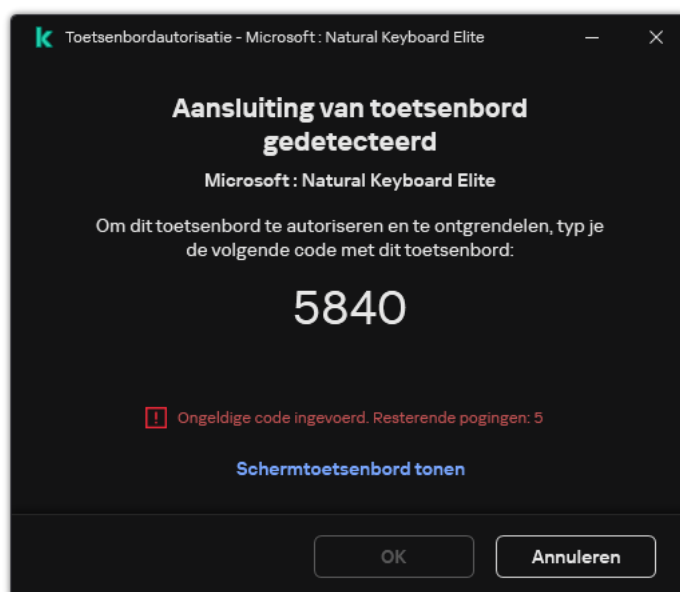 Toetsenbordautorisatie - Microsoft : Natural Keyboard Elite
Aansluiting van toetsenbord
gedetecteerd
Microsoft : Natural Keyboard Elite
Om dit toetsenbord te autoriseren en te ontgrendelen, typ je
de volgende code met dit toetsenbord:
5840
Ongeldige code ingevoerd. Resterende pogingen: 5
Schermtoetsenbord tonen
OK
Annuleren